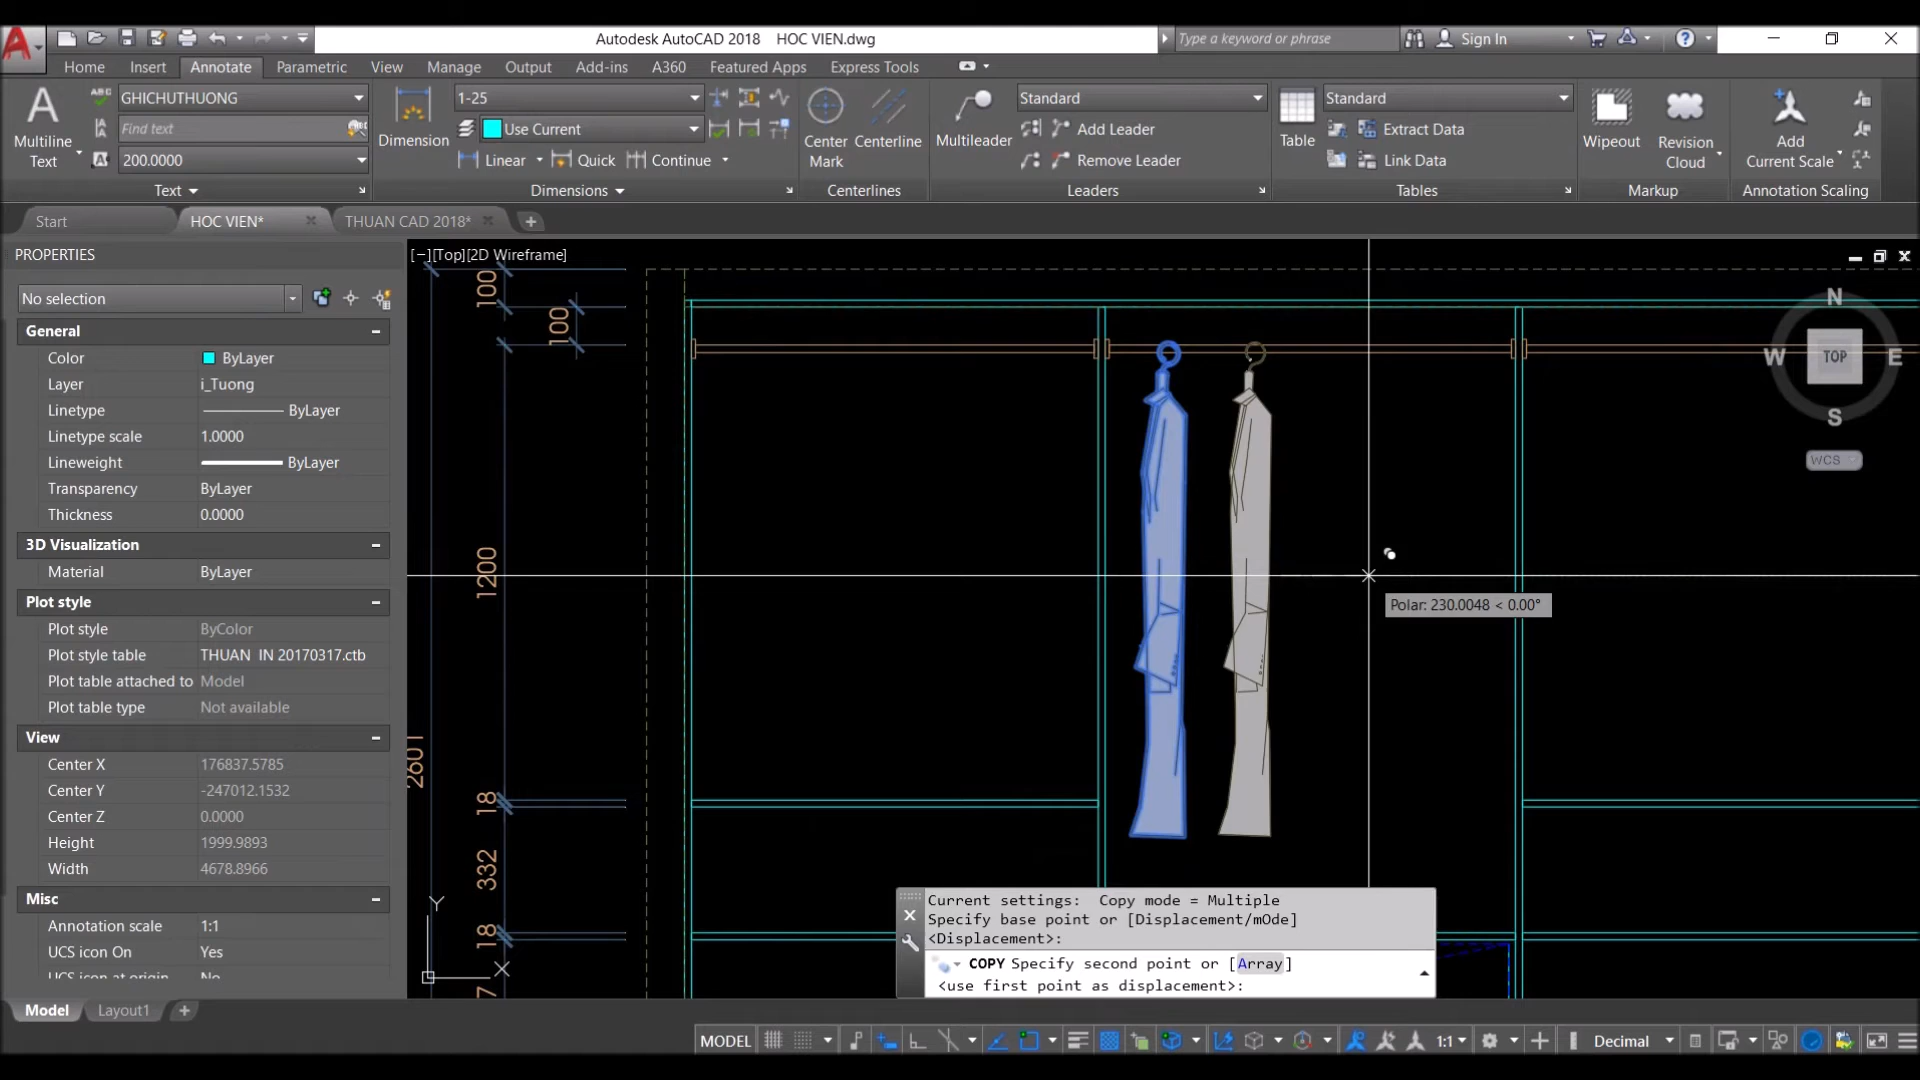 Autodesk AutoCAD 2018 HOC VIEN.dwg
Type a keyword or phrase
Sign In
Home Insert Annotate Parametric View Manage Output Add-ins A360 Featured Apps Express Tools
Multiline Text
GHICHUTHUONG
Find text
200.0000
Text
Dimension
1-25
Use Current
Linear Quick Continue
Dimensions
Center Mark
Centerline
Centerlines
Multileader
Standard
Add Leader
Remove Leader
Leaders
Table
Standard
Extract Data
Link Data
Tables
Wipeout
Revision Cloud
Markup
Add Current Scale
Annotation Scaling
Start HOC VIEN* THUAN CAD 2018*
PROPERTIES
No selection
General
Color ByLayer
Layer i_Tuong
Linetype ByLayer
Linetype scale 1.0000
Lineweight ByLayer
Transparency ByLayer
Thickness 0.0000
3D Visualization
Material ByLayer
Plot style
Plot style ByColor
Plot style table THUAN IN 20170317.ctb
Plot table attached to Model
Plot table type Not available
View
Center X 176837.5785
Center Y -247012.1532
Center Z 0.0000
Height 1999.9893
Width 4678.8966
Misc
Annotation scale 1:1
UCS icon On Yes
UCS icon at origin No
[−][Top][2D Wireframe]
100
100
1200
2601
18
332
18
7
Y
X
N
W TOP E
S
WCS
Polar: 230.0048 < 0.00°
Current settings: Copy mode = Multiple
Specify base point or [Displacement/mOde]
<Displacement>:
COPY Specify second point or [Array]
<use first point as displacement>:
Model Layout1
MODEL 1:1 Decimal